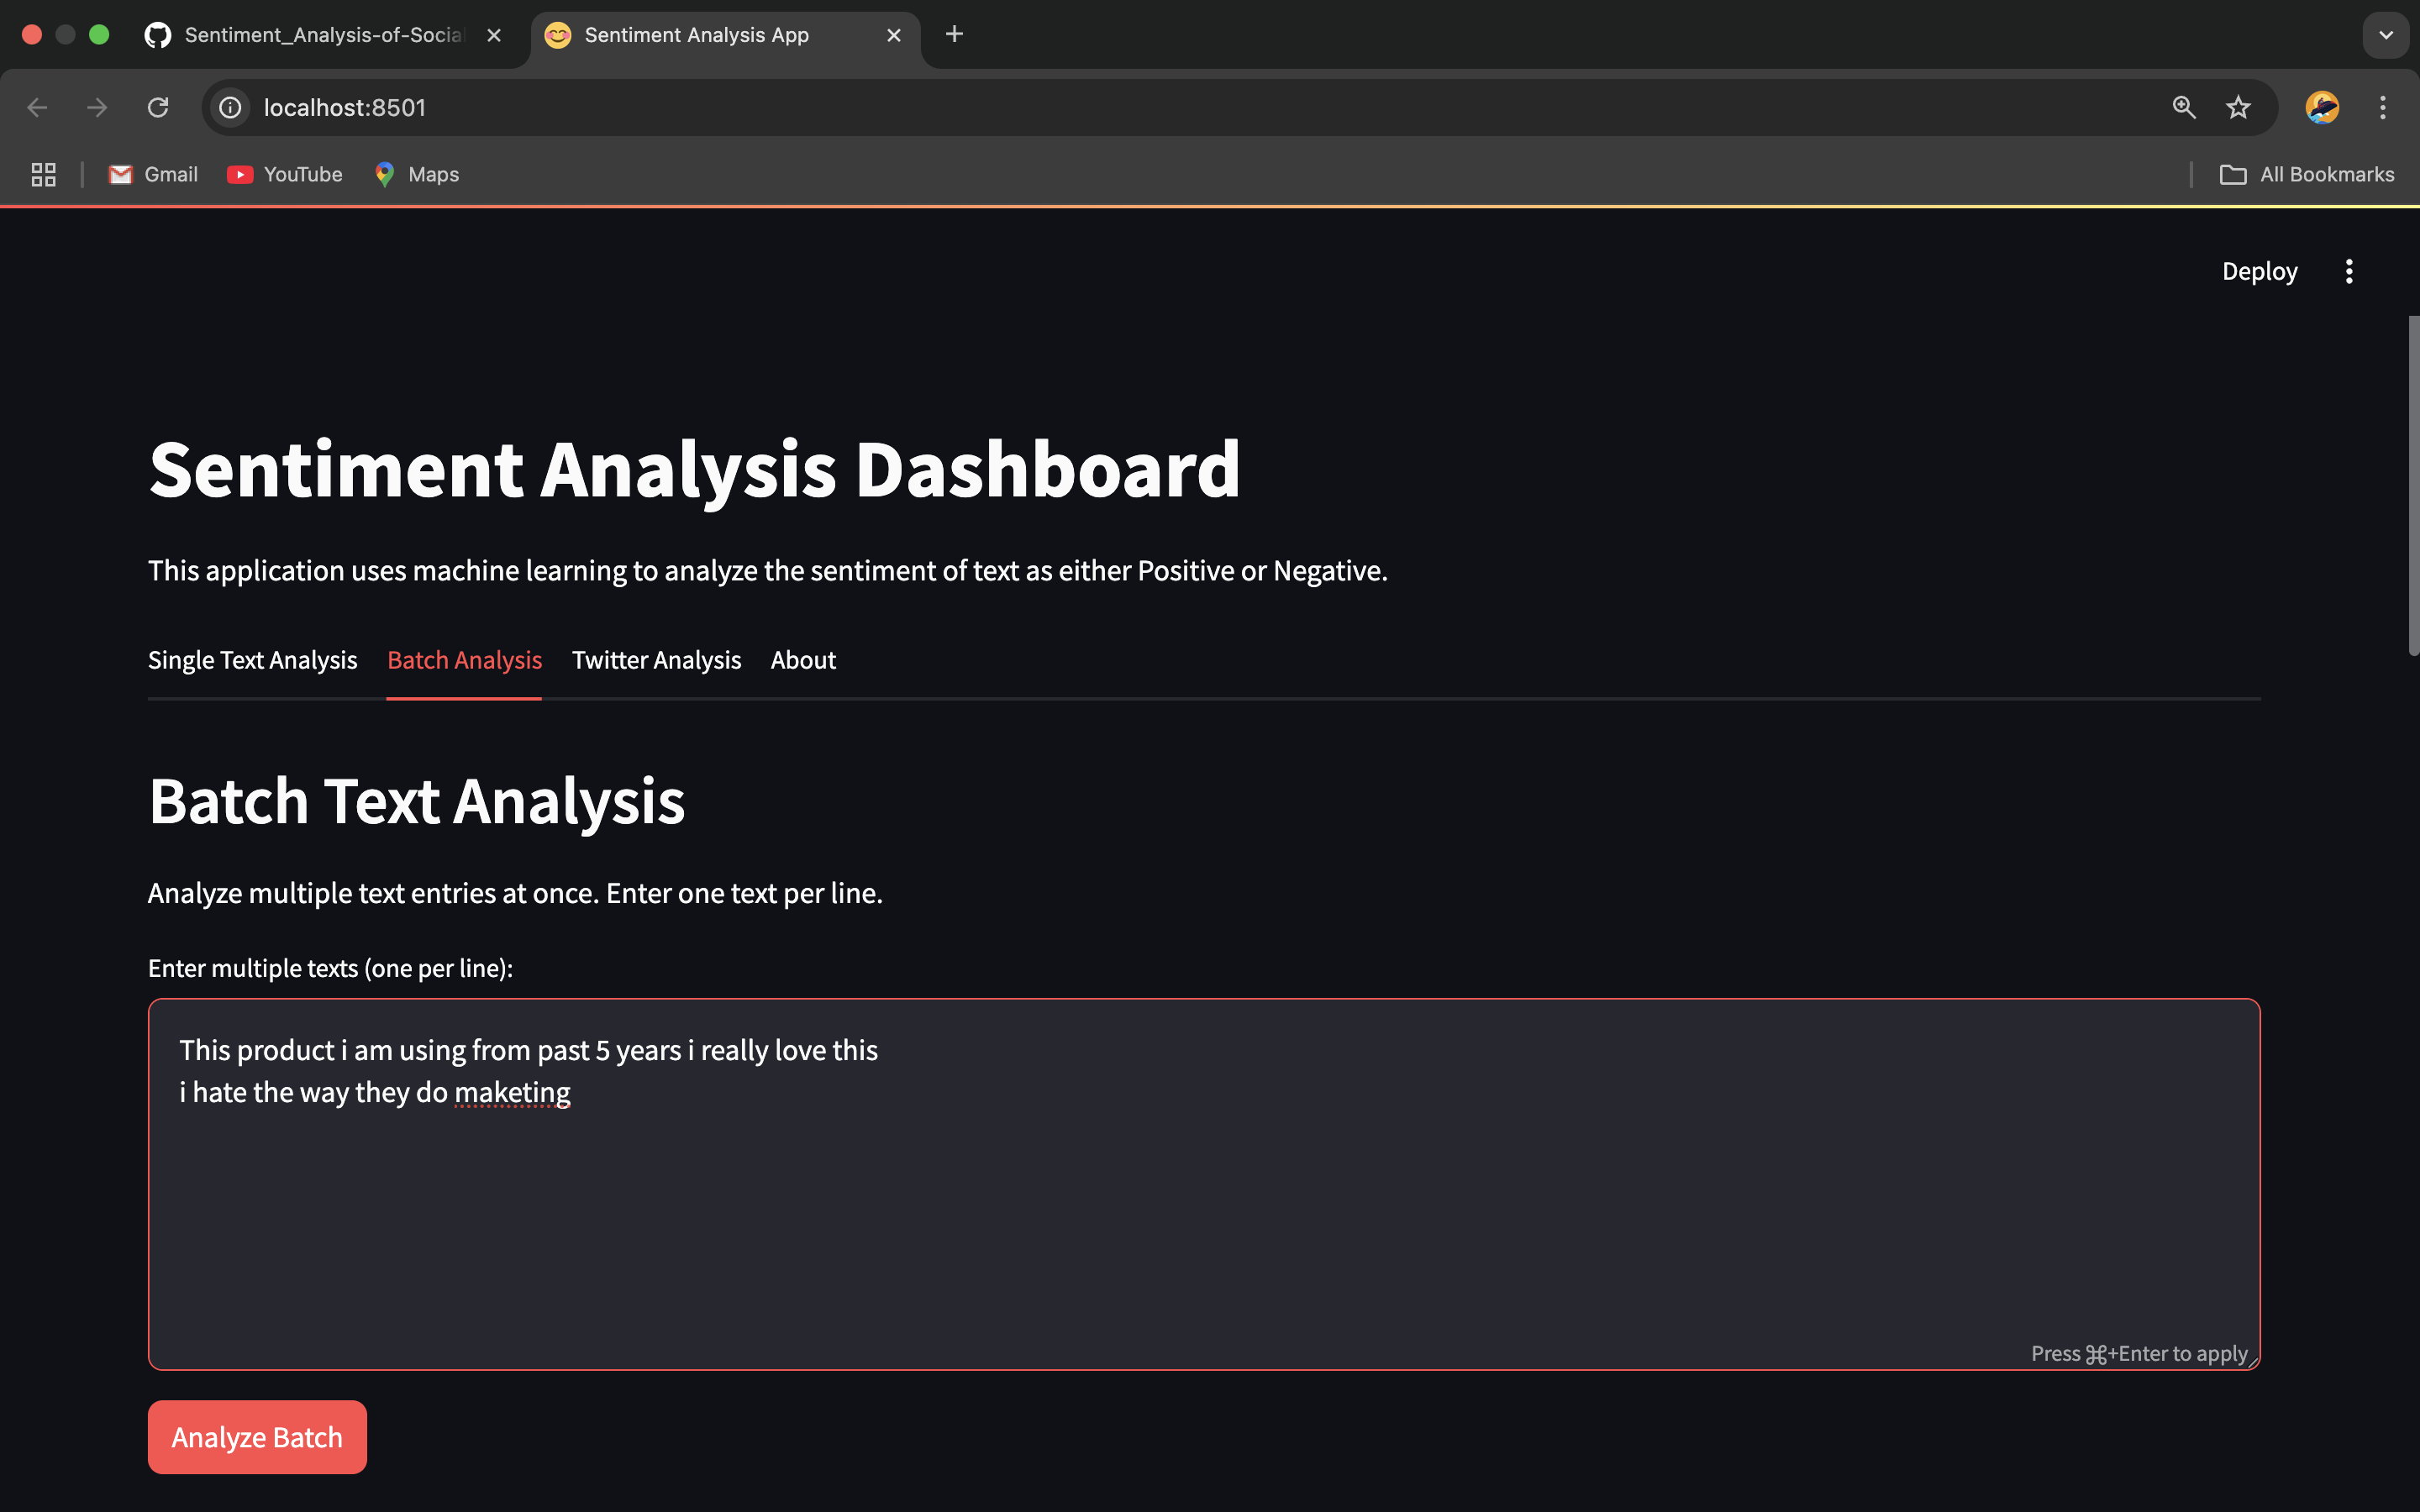 Sentiment_Analysis-of-Social
Sentiment Analysis App
localhost:8501
Gmail
YouTube
Maps
All Bookmarks
Deploy
Sentiment Analysis Dashboard
This application uses machine learning to analyze the sentiment of text as either Positive or Negative.
Single Text Analysis
Batch Analysis
Twitter Analysis
About
Batch Text Analysis
Analyze multiple text entries at once. Enter one text per line.
Enter multiple texts (one per line):
This product i am using from past 5 years i really love this
i hate the way they do maketing
Press ⌘+Enter to apply
Analyze Batch